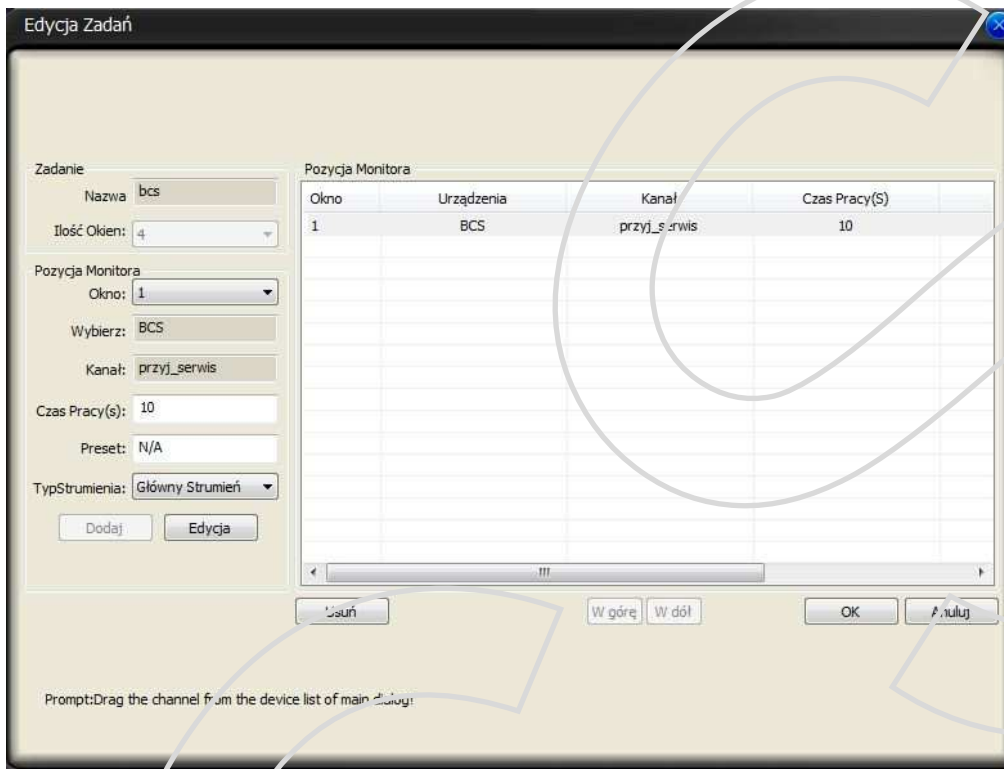 Edycja Zadań
Zadanie
Nazwa bcs
Ilość Okien: 4
Pozycja Monitora
Okno: 1
Wybierz: BCS
Kanał: przyj_serwis
Czas Pracy(s): 10
Preset: N/A
TypStrumienia: Główny Strumień
Dodaj Edycja
Pozycja Monitora
Okno Urządzenia Kanał Czas Pracy(S)
1 BCS przyj_serwis 10
Usuń W górę W dół OK Anuluj
Prompt:Drag the channel from the device list of main dialog!